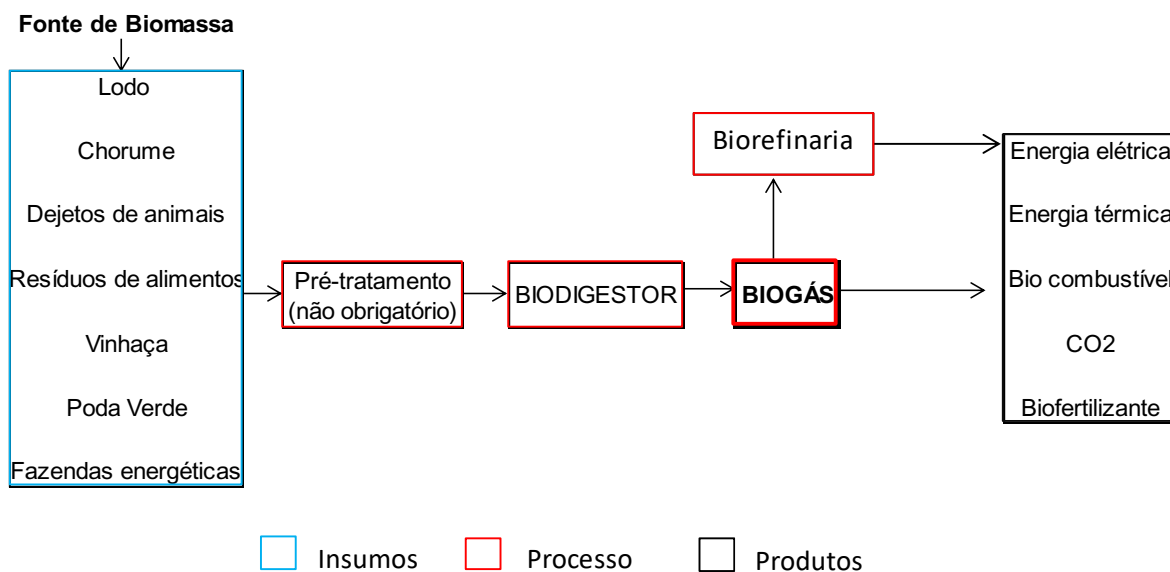 Fonte de Biomassa
Lodo
Chorume
Dejetos de animais
Resíduos de alimentos
Vinhaça
Poda Verde
Fazendas energéticas
Pré-tratamento
(não obrigatório)
BIODIGESTOR
BIOGÁS
Biorefinaria
Energia elétrica
Energia térmica
Bio combustível
CO2
Biofertilizante
Insumos
Processo
Produtos